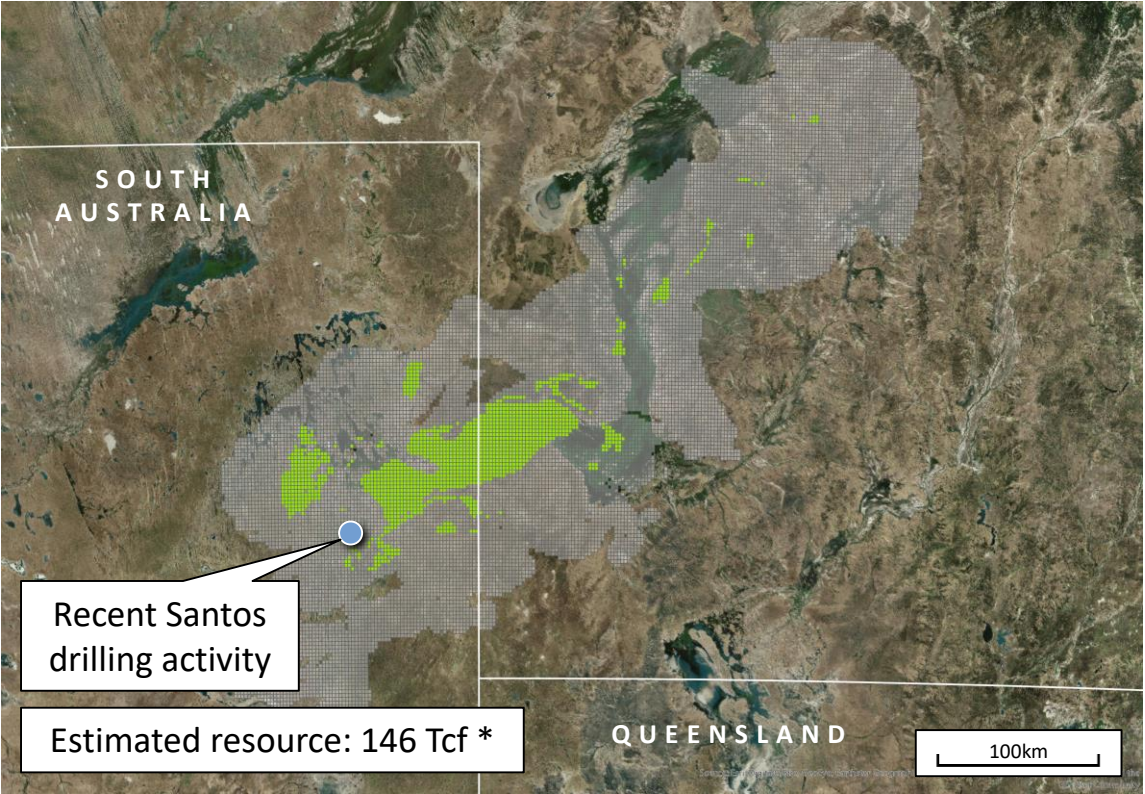 SOUTH
AUSTRALIA
Recent Santos
drilling activity
Estimated resource: 146 Tcf *
QUEENSLAND
100km